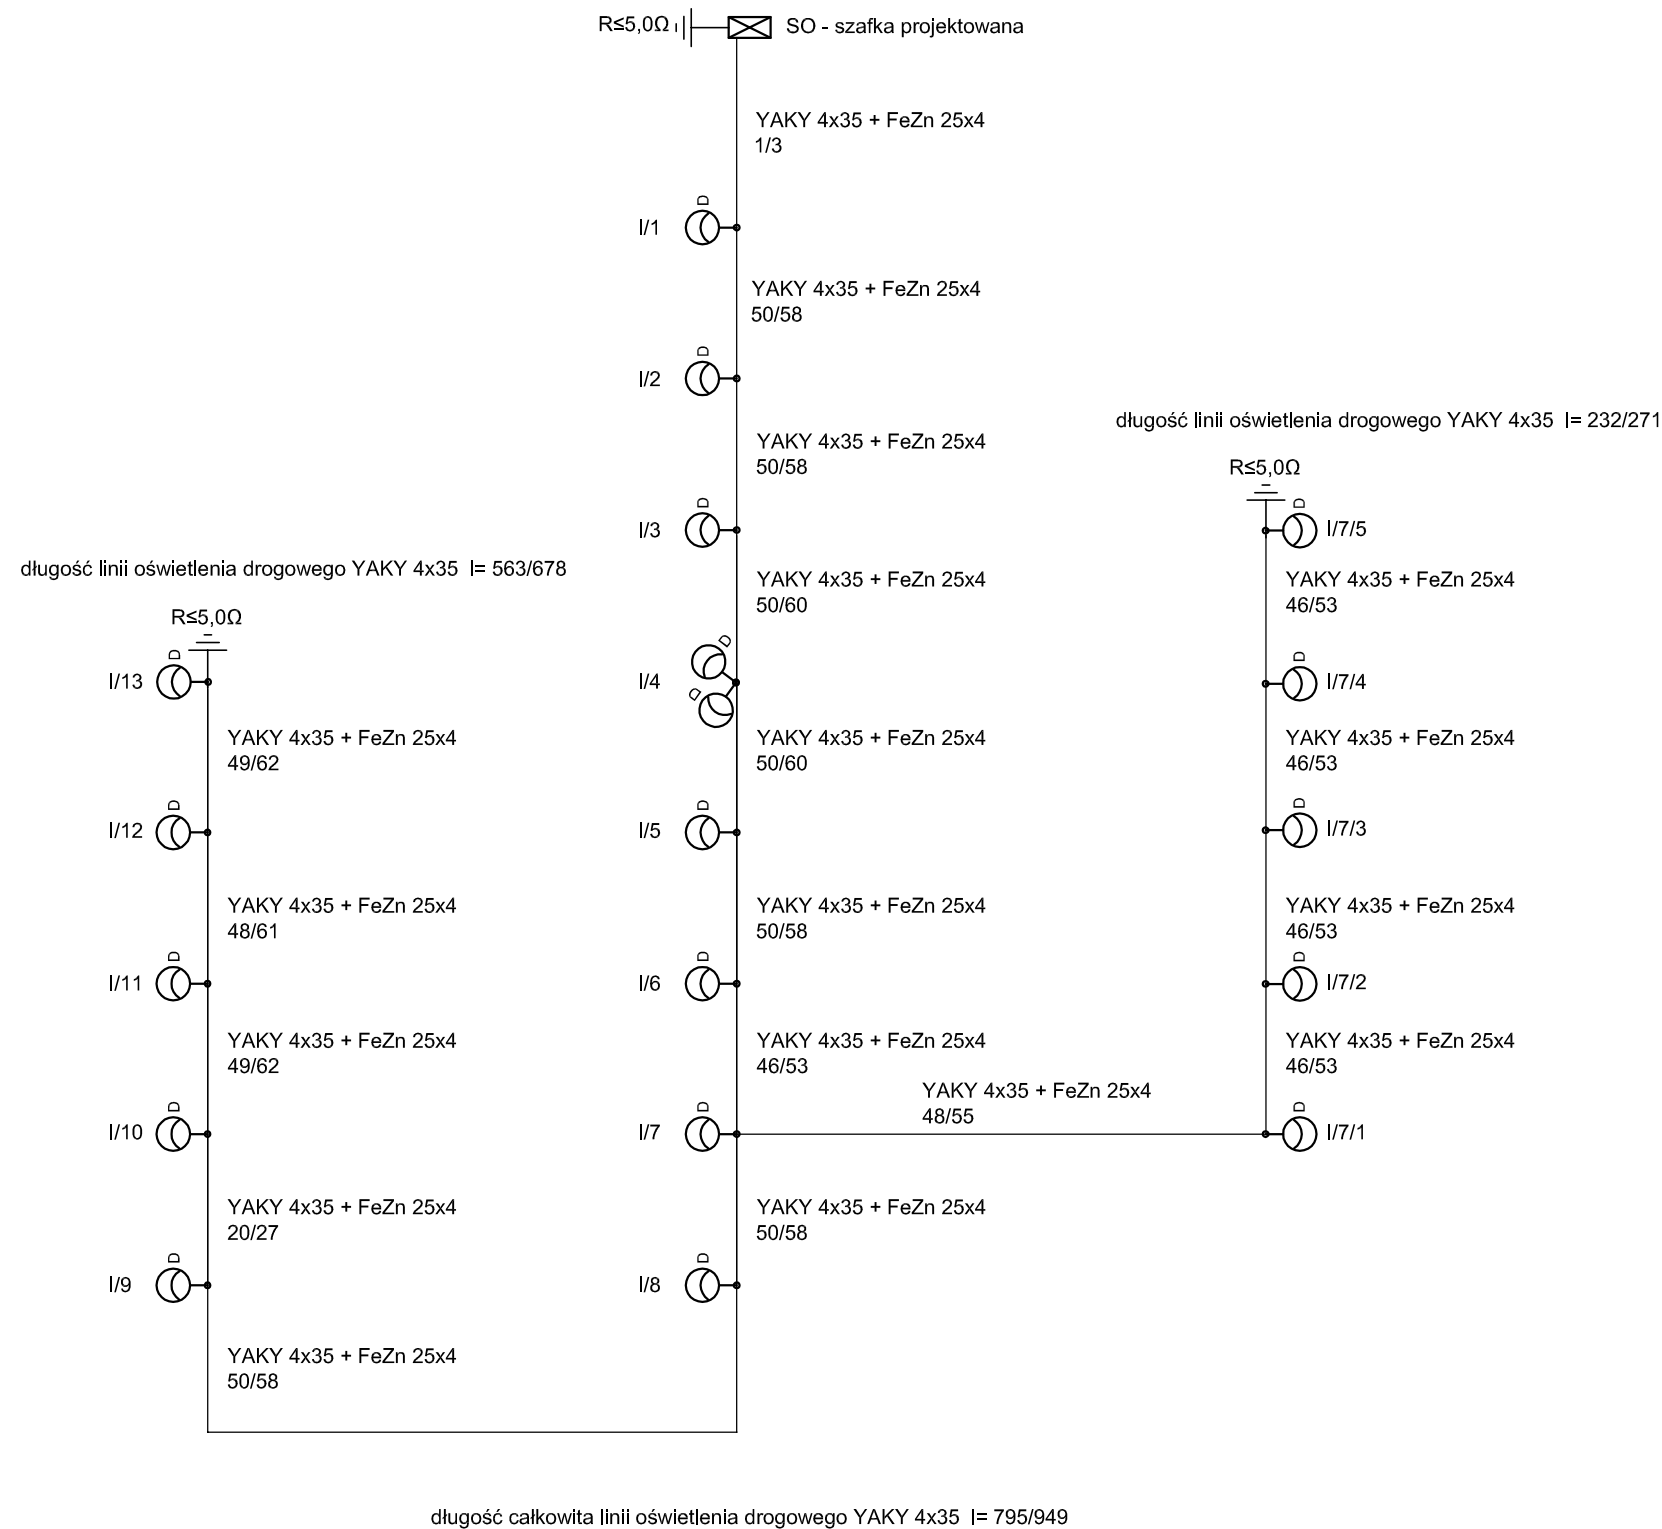 R≤5,0Ω
SO - szafka projektowana
YAKY 4x35 + FeZn 25x4
1/3
D
I/1
YAKY 4x35 + FeZn 25x4
50/58
D
I/2
YAKY 4x35 + FeZn 25x4
50/58
D
I/3
YAKY 4x35 + FeZn 25x4
50/60
D
I/4
D
YAKY 4x35 + FeZn 25x4
50/60
D
I/5
YAKY 4x35 + FeZn 25x4
50/58
D
I/6
YAKY 4x35 + FeZn 25x4
46/53
D
I/7
YAKY 4x35 + FeZn 25x4
48/55
YAKY 4x35 + FeZn 25x4
50/58
D
I/8
długość linii oświetlenia drogowego YAKY 4x35 l= 563/678
R≤5,0Ω
D
I/13
YAKY 4x35 + FeZn 25x4
49/62
D
I/12
YAKY 4x35 + FeZn 25x4
48/61
D
I/11
YAKY 4x35 + FeZn 25x4
49/62
D
I/10
YAKY 4x35 + FeZn 25x4
20/27
D
I/9
YAKY 4x35 + FeZn 25x4
50/58
długość linii oświetlenia drogowego YAKY 4x35 l= 232/271
R≤5,0Ω
D
I/7/5
YAKY 4x35 + FeZn 25x4
46/53
D
I/7/4
YAKY 4x35 + FeZn 25x4
46/53
D
I/7/3
YAKY 4x35 + FeZn 25x4
46/53
D
I/7/2
YAKY 4x35 + FeZn 25x4
46/53
D
I/7/1
długość całkowita linii oświetlenia drogowego YAKY 4x35 l= 795/949